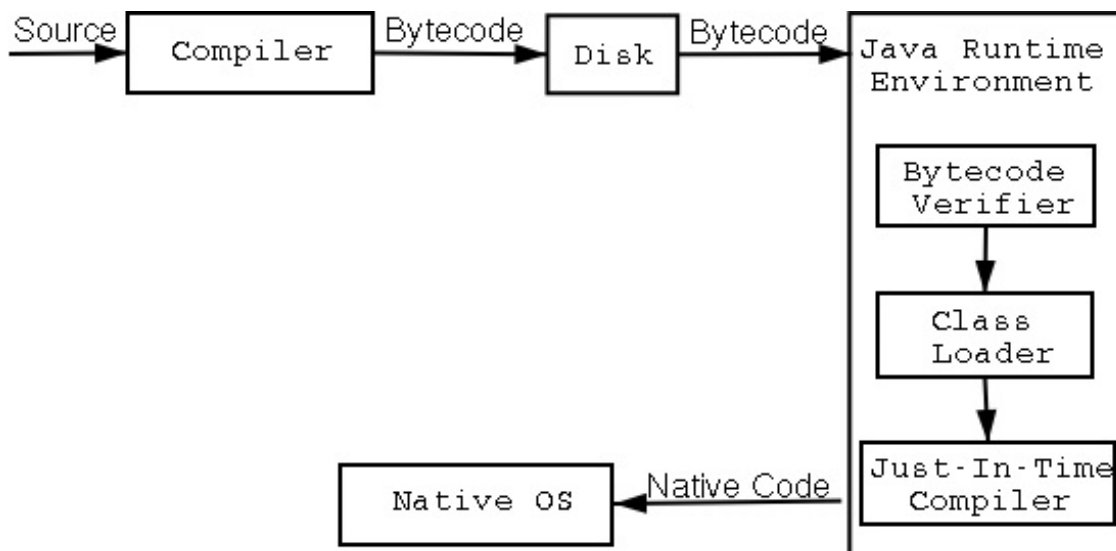 Source
Compiler
Bytecode
Disk
Bytecode
Java Runtime
Environment
Bytecode
Verifier
Class
Loader
Just-In-Time
Compiler
Native Code
Native OS